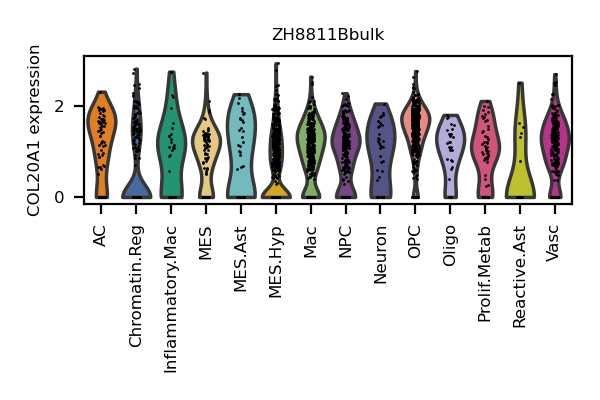 ZH8811Bbulk
COL20A1 expression
2
0
AC
Chromatin.Reg
Inflammatory.Mac
MES
MES.Ast
MES.Hyp
Mac
NPC
Neuron
OPC
Oligo
Prolif.Metab
Reactive.Ast
Vasc